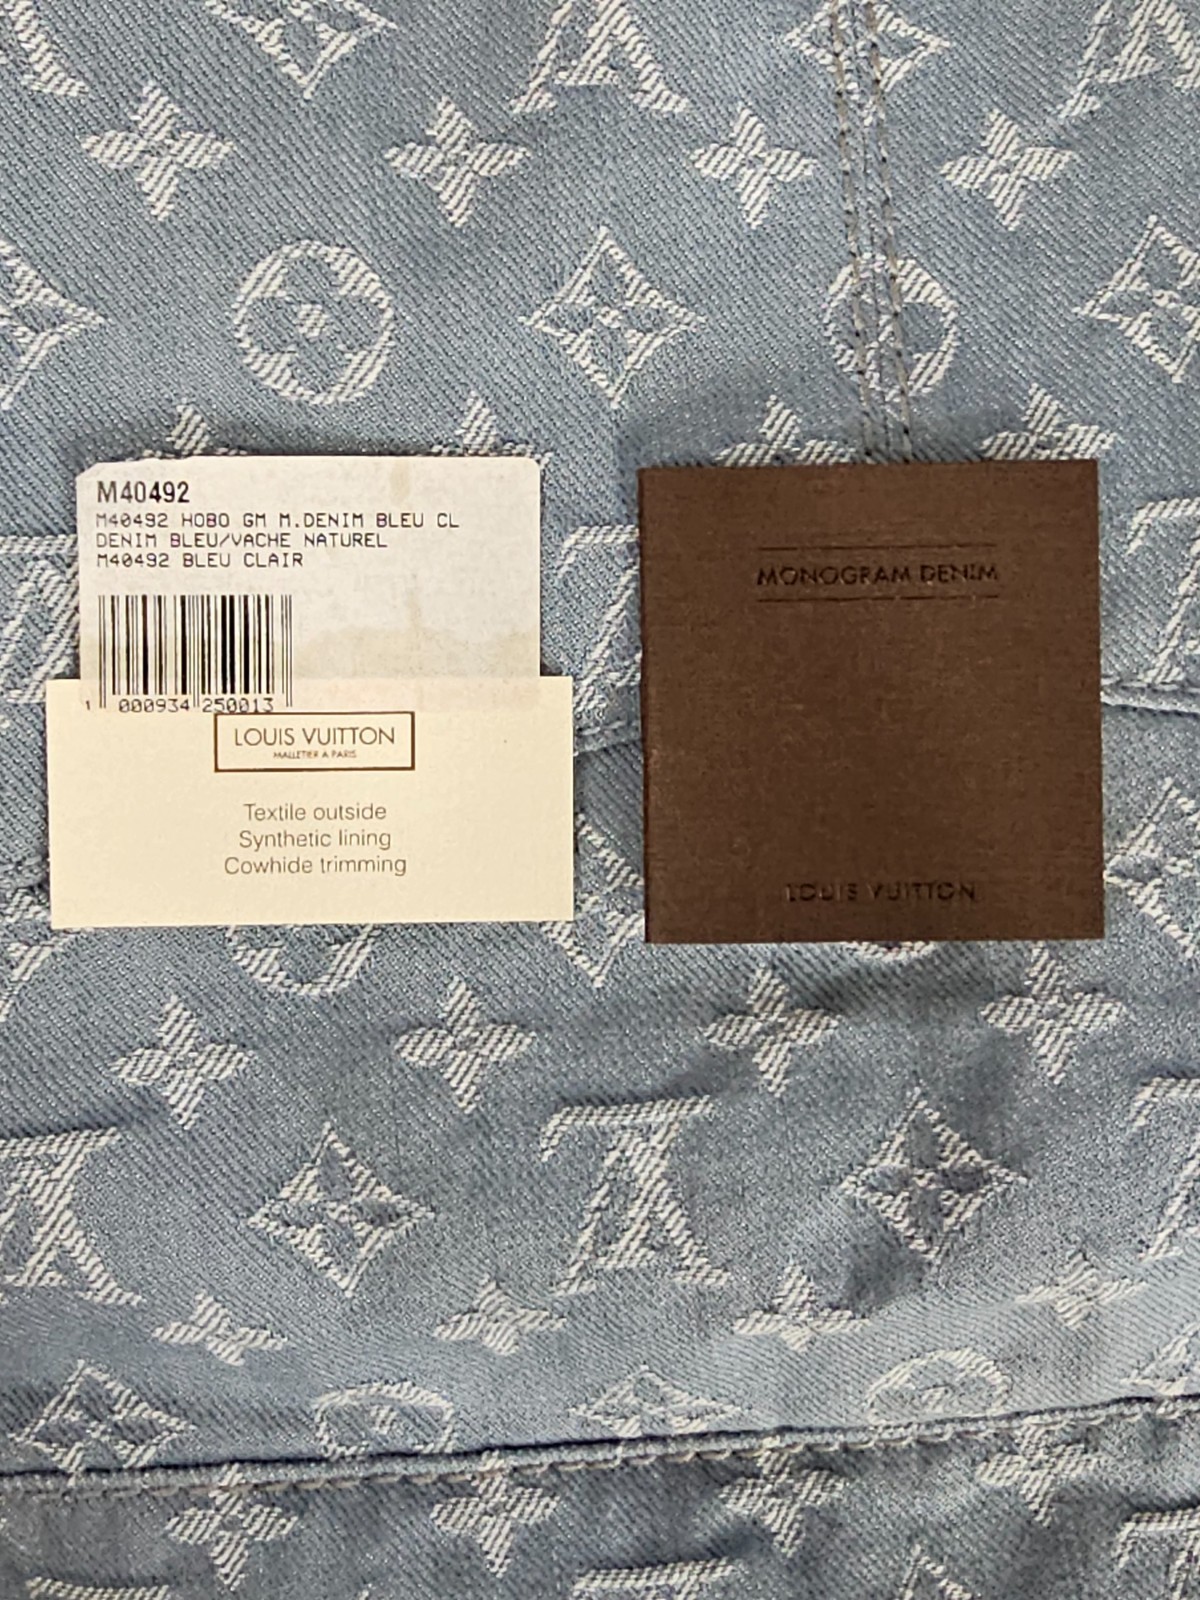 M40492
M40492 HOBO GM M.DENIM BLEU CL
DENIM BLEU/VACHE NATUREL
M40492 BLEU CLAIR
1 000934 250013
LOUIS VUITTON
MALLETIER À PARIS
Textile outside
Synthetic lining
Cowhide trimming
MONOGRAM DENIM
LOUIS VUITTON